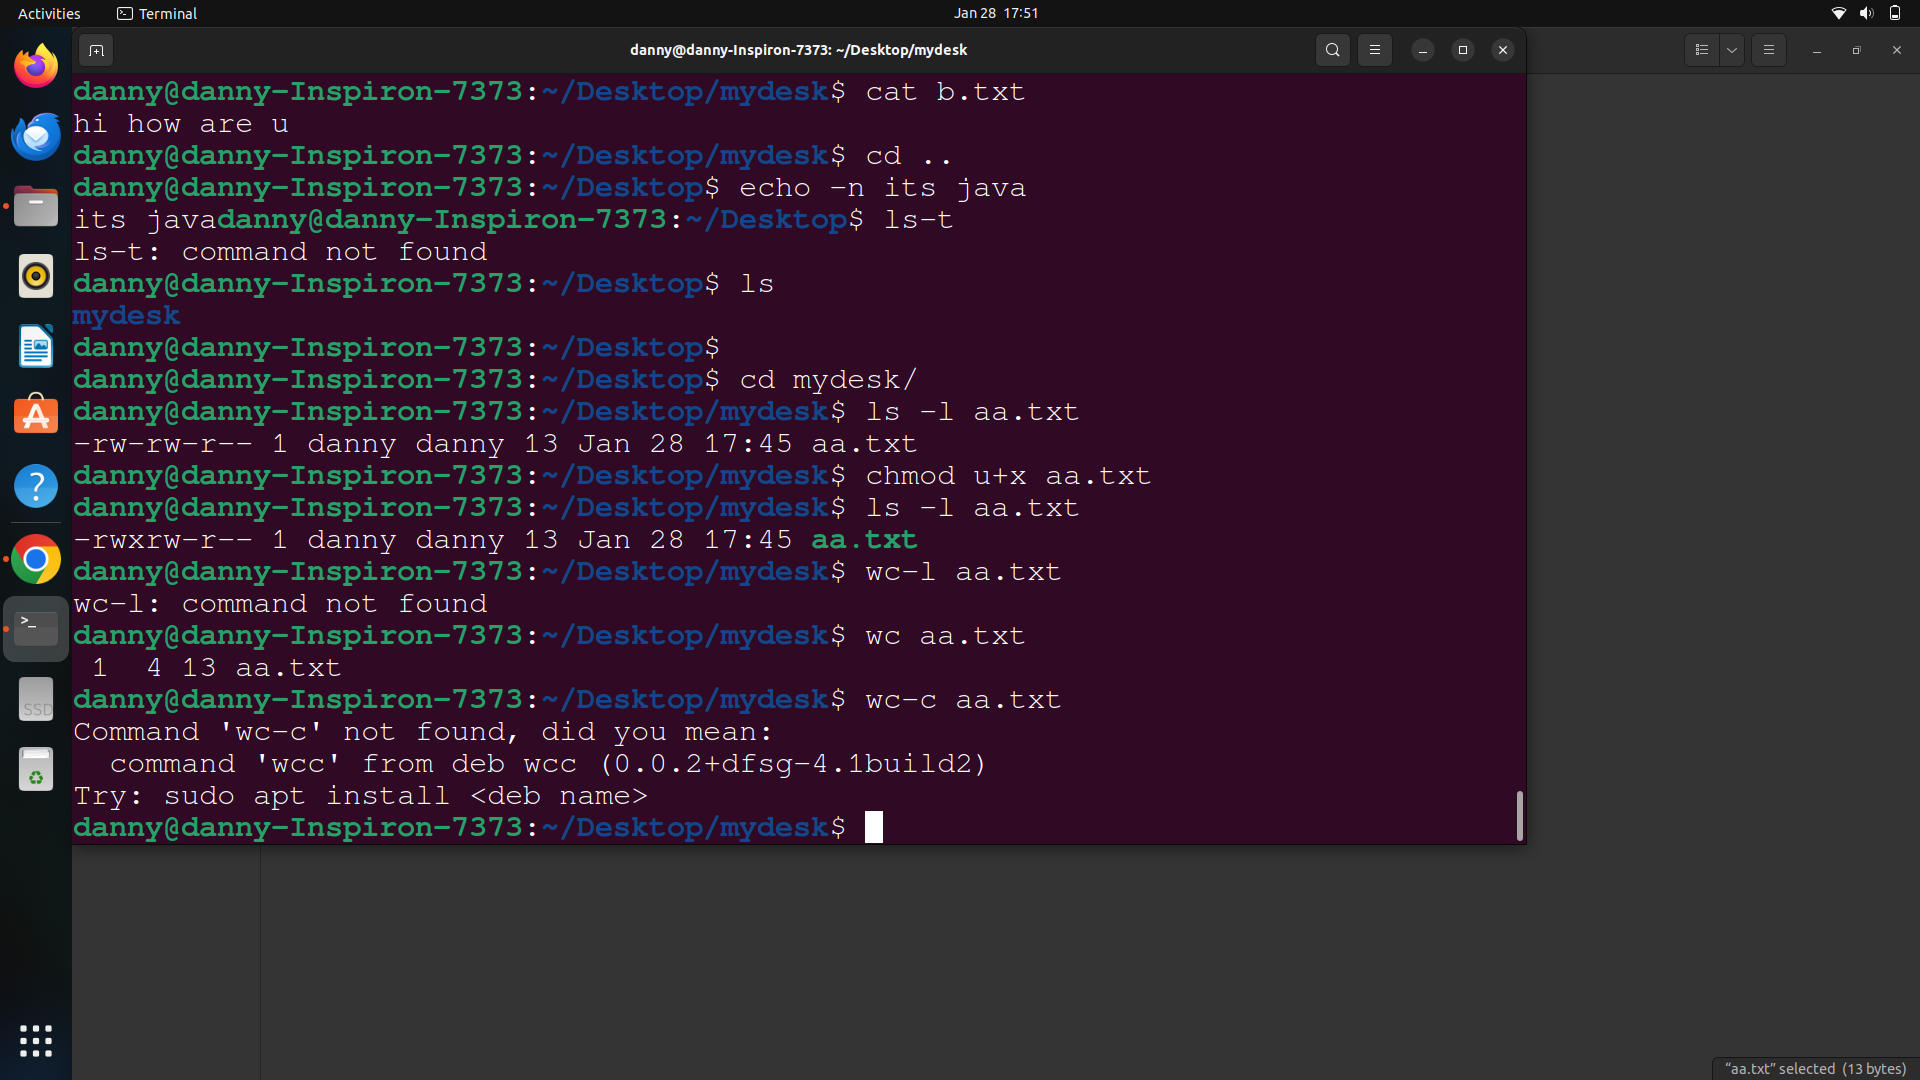 Activities
Terminal
Jan 28 17:51
danny@danny-Inspiron-7373: ~/Desktop/mydesk
danny@danny-Inspiron-7373:~/Desktop/mydesk$ cat b.txt
hi how are u
danny@danny-Inspiron-7373:~/Desktop/mydesk$ cd ..
danny@danny-Inspiron-7373:~/Desktop$ echo -n its java
its javadanny@danny-Inspiron-7373:~/Desktop$ ls-t
ls-t: command not found
danny@danny-Inspiron-7373:~/Desktop$ ls
mydesk
danny@danny-Inspiron-7373:~/Desktop$
danny@danny-Inspiron-7373:~/Desktop$ cd mydesk/
danny@danny-Inspiron-7373:~/Desktop/mydesk$ ls -l aa.txt
-rw-rw-r-- 1 danny danny 13 Jan 28 17:45 aa.txt
danny@danny-Inspiron-7373:~/Desktop/mydesk$ chmod u+x aa.txt
danny@danny-Inspiron-7373:~/Desktop/mydesk$ ls -l aa.txt
-rwxrw-r-- 1 danny danny 13 Jan 28 17:45 aa.txt
danny@danny-Inspiron-7373:~/Desktop/mydesk$ wc-l aa.txt
wc-l: command not found
danny@danny-Inspiron-7373:~/Desktop/mydesk$ wc aa.txt
 1  4 13 aa.txt
danny@danny-Inspiron-7373:~/Desktop/mydesk$ wc-c aa.txt
Command 'wc-c' not found, did you mean:
  command 'wcc' from deb wcc (0.0.2+dfsg-4.1build2)
Try: sudo apt install <deb name>
danny@danny-Inspiron-7373:~/Desktop/mydesk$
SSD
"aa.txt" selected (13 bytes)